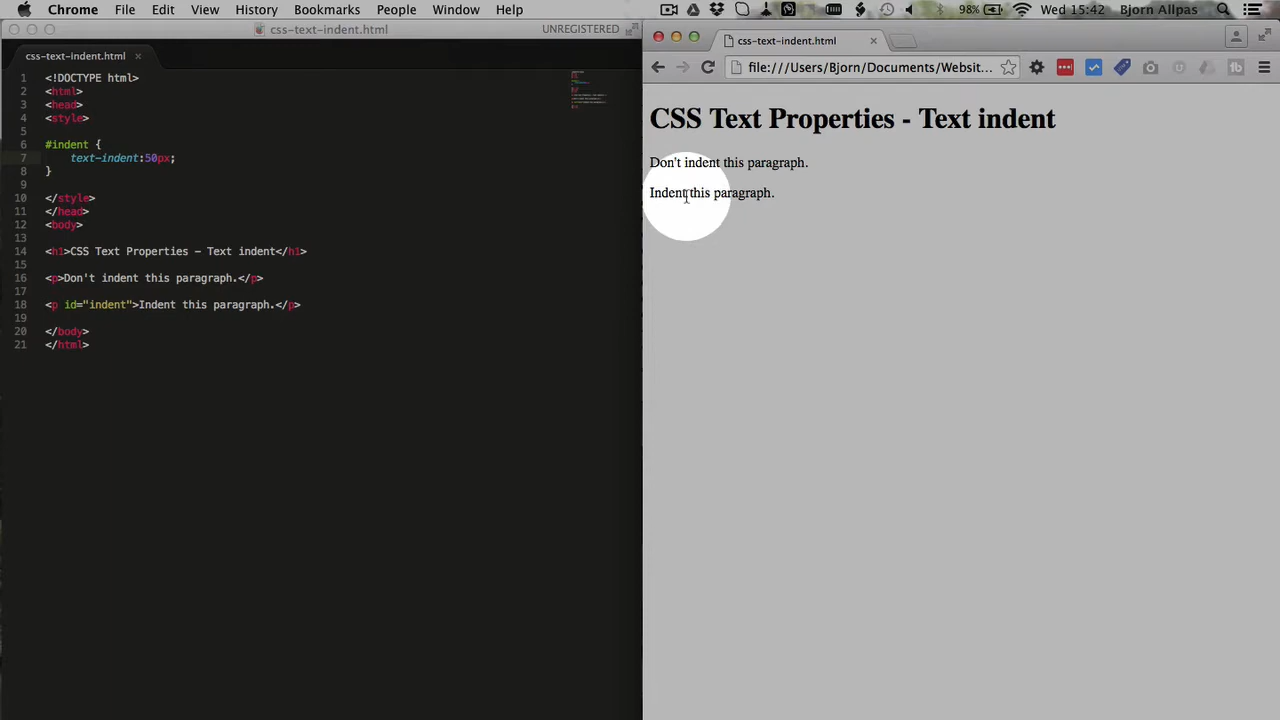 Chrome File Edit View History Bookmarks People Window Help 98% Wed 15:42 Bjorn Allpas
css-text-indent.html UNREGISTERED
css-text-indent.html
1 <!DOCTYPE html>
2 <html>
3 <head>
4 <style>
5
6 #indent {
7 text-indent:50px;
8 }
9
10 </style>
11 </head>
12 <body>
13
14 <h1>CSS Text Properties - Text indent</h1>
15
16 <p>Don't indent this paragraph.</p>
17
18 <p id="indent">Indent this paragraph.</p>
19
20 </body>
21 </html>
css-text-indent.html
file:///Users/Bjorn/Documents/Websit...
CSS Text Properties - Text indent
Don't indent this paragraph.
Indent this paragraph.